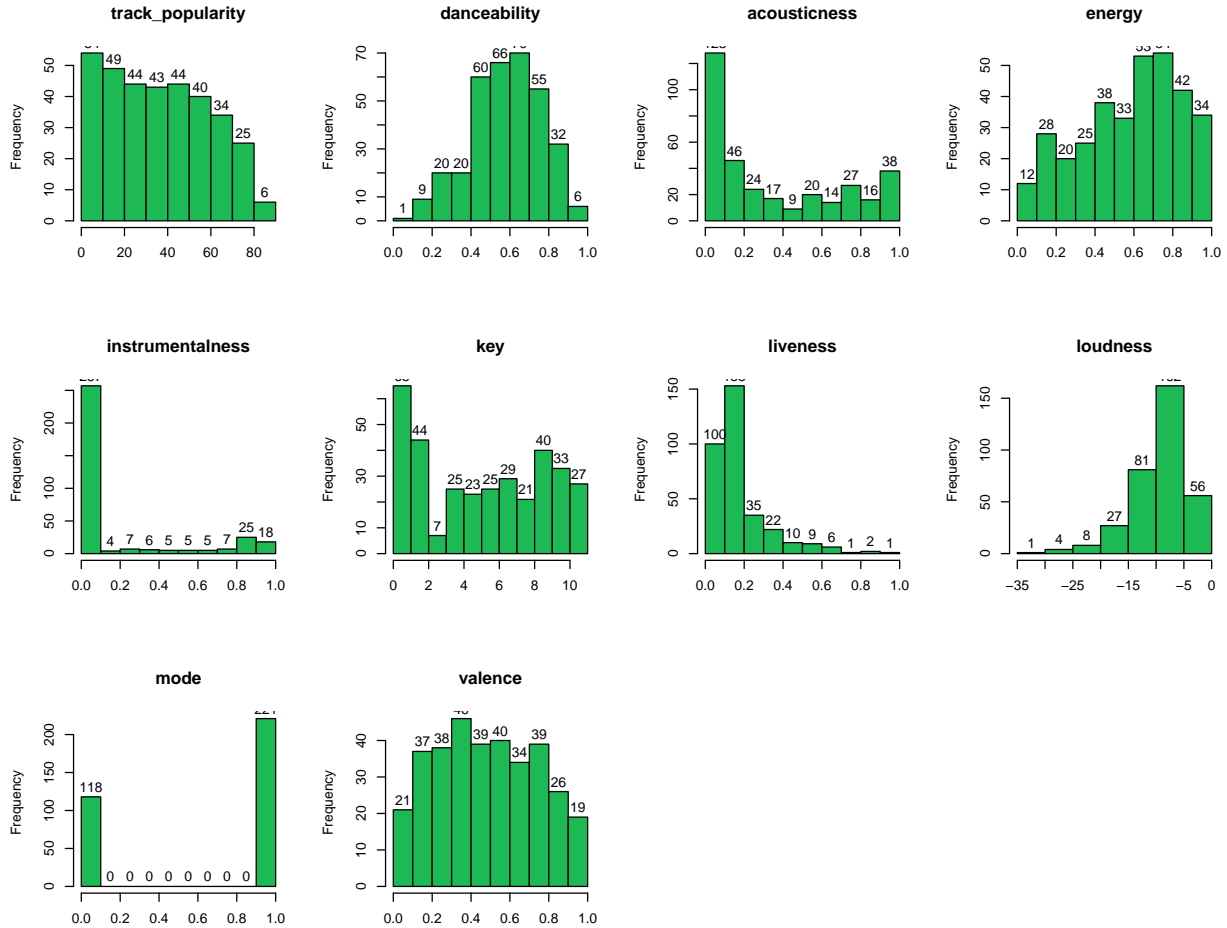 track_popularity
Frequency
0 10 20 30 40 50
49 44 43 44 40 34 25 6
0 20 40 60 80
danceability
Frequency
0 10 30 50 70
1 9 20 20 60 66 70 55 32 6
0.0 0.2 0.4 0.6 0.8 1.0
acousticness
Frequency
0 20 60 100
128 46 24 17 9 20 14 27 16 38
0.0 0.2 0.4 0.6 0.8 1.0
energy
Frequency
0 10 20 30 40 50
12 28 20 25 38 33 53 54 42 34
0.0 0.2 0.4 0.6 0.8 1.0
instrumentalness
Frequency
0 50 100 200
257 4 7 6 5 5 5 7 25 18
0.0 0.2 0.4 0.6 0.8 1.0
key
Frequency
0 10 30 50
44 7 25 23 25 29 21 40 33 27
0 2 4 6 8 10
liveness
Frequency
0 50 100 150
100 153 35 22 10 9 6 1 2 1
0.0 0.2 0.4 0.6 0.8 1.0
loudness
Frequency
0 50 100 150
1 4 8 27 81 162 56
−35 −25 −15 −5 0
mode
Frequency
0 50 100 150 200
118 0 0 0 0 0 0 0 0 221
0.0 0.2 0.4 0.6 0.8 1.0
valence
Frequency
0 10 20 30 40
21 37 38 46 39 40 34 39 26 19
0.0 0.2 0.4 0.6 0.8 1.0